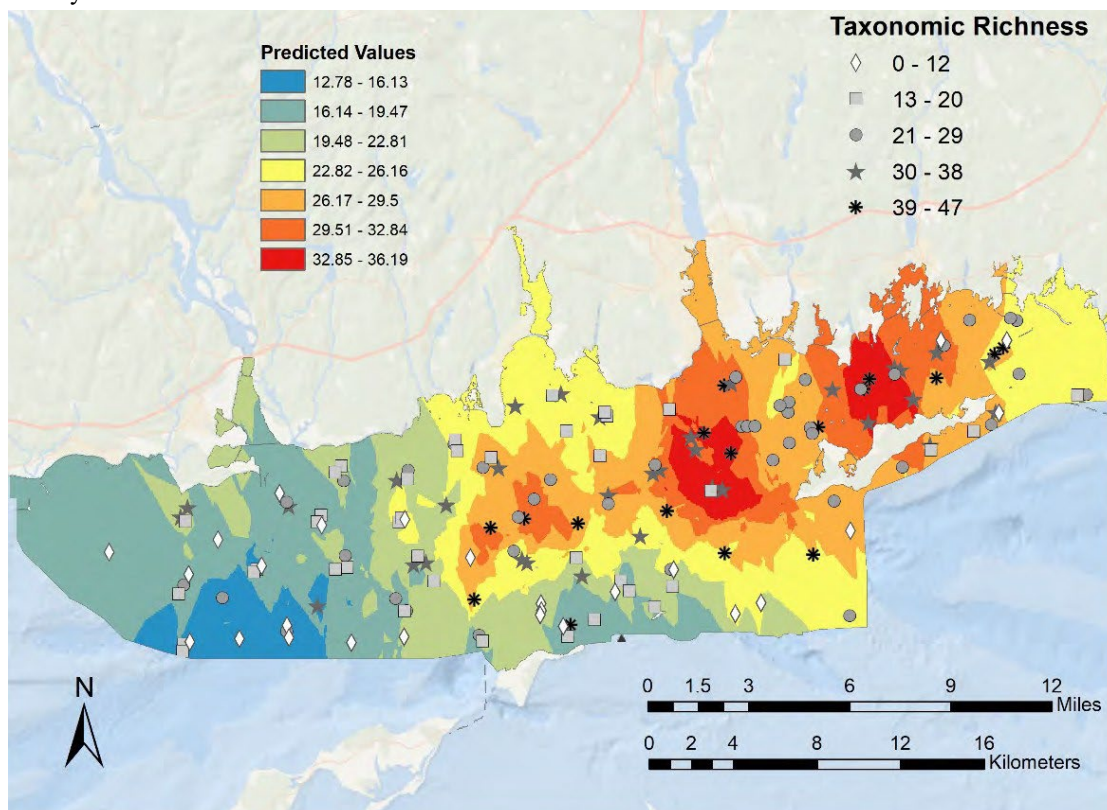 Predicted Values
12.78 - 16.13
16.14 - 19.47
19.48 - 22.81
22.82 - 26.16
26.17 - 29.5
29.51 - 32.84
32.85 - 36.19
Taxonomic Richness
0 - 12
13 - 20
21 - 29
30 - 38
39 - 47
N
0 1.5 3 6 9 12
Miles
0 2 4 8 12 16
Kilometers